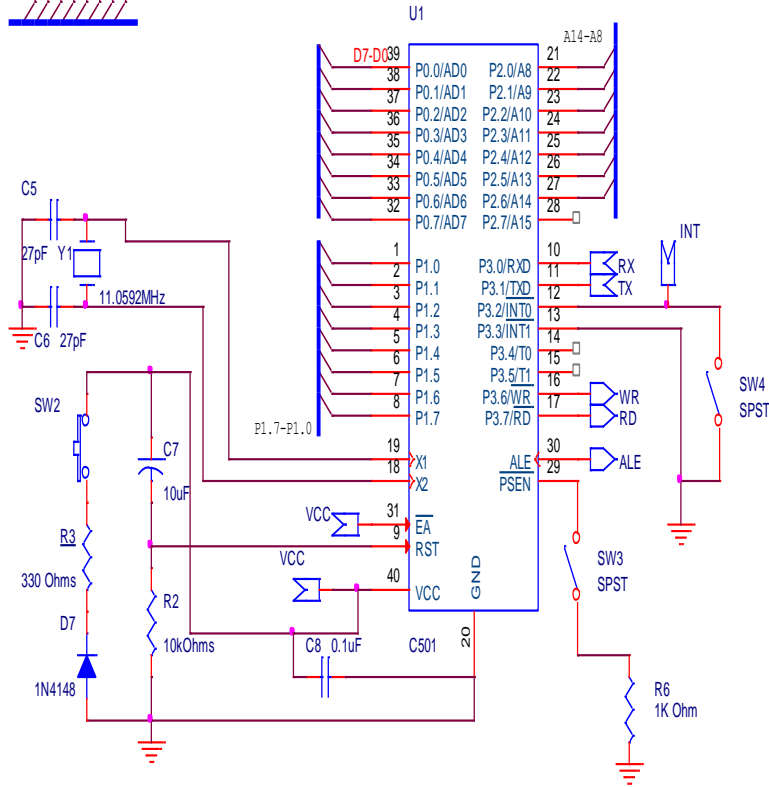 U1
D7-D0
A14-A8
39 P0.0/AD0 P2.0/A8 21
38 P0.1/AD1 P2.1/A9 22
37 P0.2/AD2 P2.2/A10 23
36 P0.3/AD3 P2.3/A11 24
35 P0.4/AD4 P2.4/A12 25
34 P0.5/AD5 P2.5/A13 26
33 P0.6/AD6 P2.6/A14 27
32 P0.7/AD7 P2.7/A15 28
C5
27pF Y1
11.0592MHz
C6 27pF
1 P1.0 P3.0/RXD 10 RX
2 P1.1 P3.1/TXD 11 TX
3 P1.2 P3.2/INT0 12
4 P1.3 P3.3/INT1 13
5 P1.4 P3.4/T0 14
6 P1.5 P3.5/T1 15
7 P1.6 P3.6/WR 16 WR
8 P1.7 P3.7/RD 17 RD
INT
P1.7-P1.0
SW4
SPST
SW2
C7
10uF
19 X1 ALE 30 ALE
18 X2 PSEN 29
VCC 31 EA
9 RST
VCC 40 VCC
GND
20
R3
330 Ohms
D7
1N4148
R2
10kOhms
C8 0.1uF
C501
SW3
SPST
R6
1K Ohm